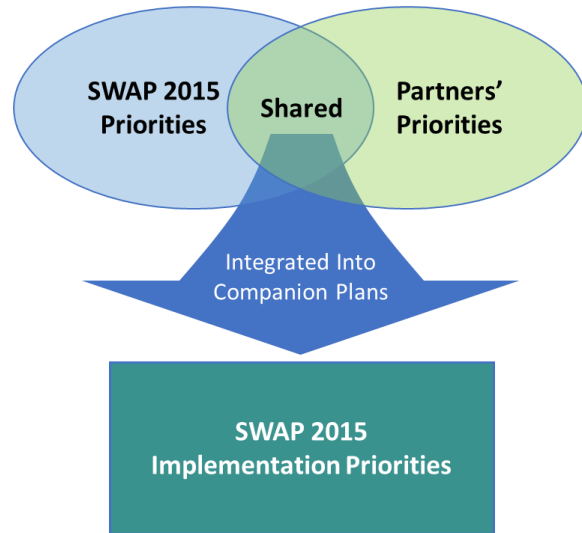 SWAP 2015
Priorities
Shared
Partners'
Priorities
Integrated Into
Companion Plans
SWAP 2015
Implementation Priorities